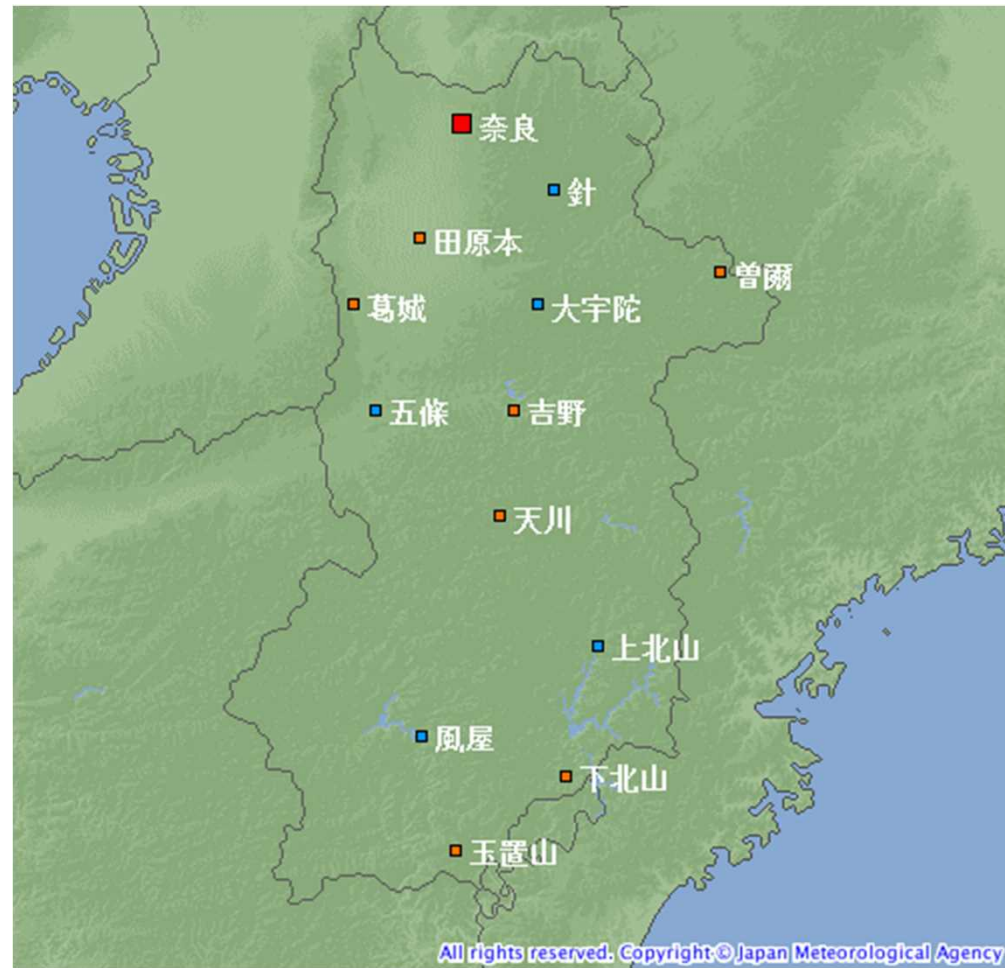 奈良
針
田原本
曽爾
葛城
大宇陀
五條
吉野
天川
上北山
風屋
下北山
玉置山
All rights reserved. Copyright © Japan Meteorological Agency